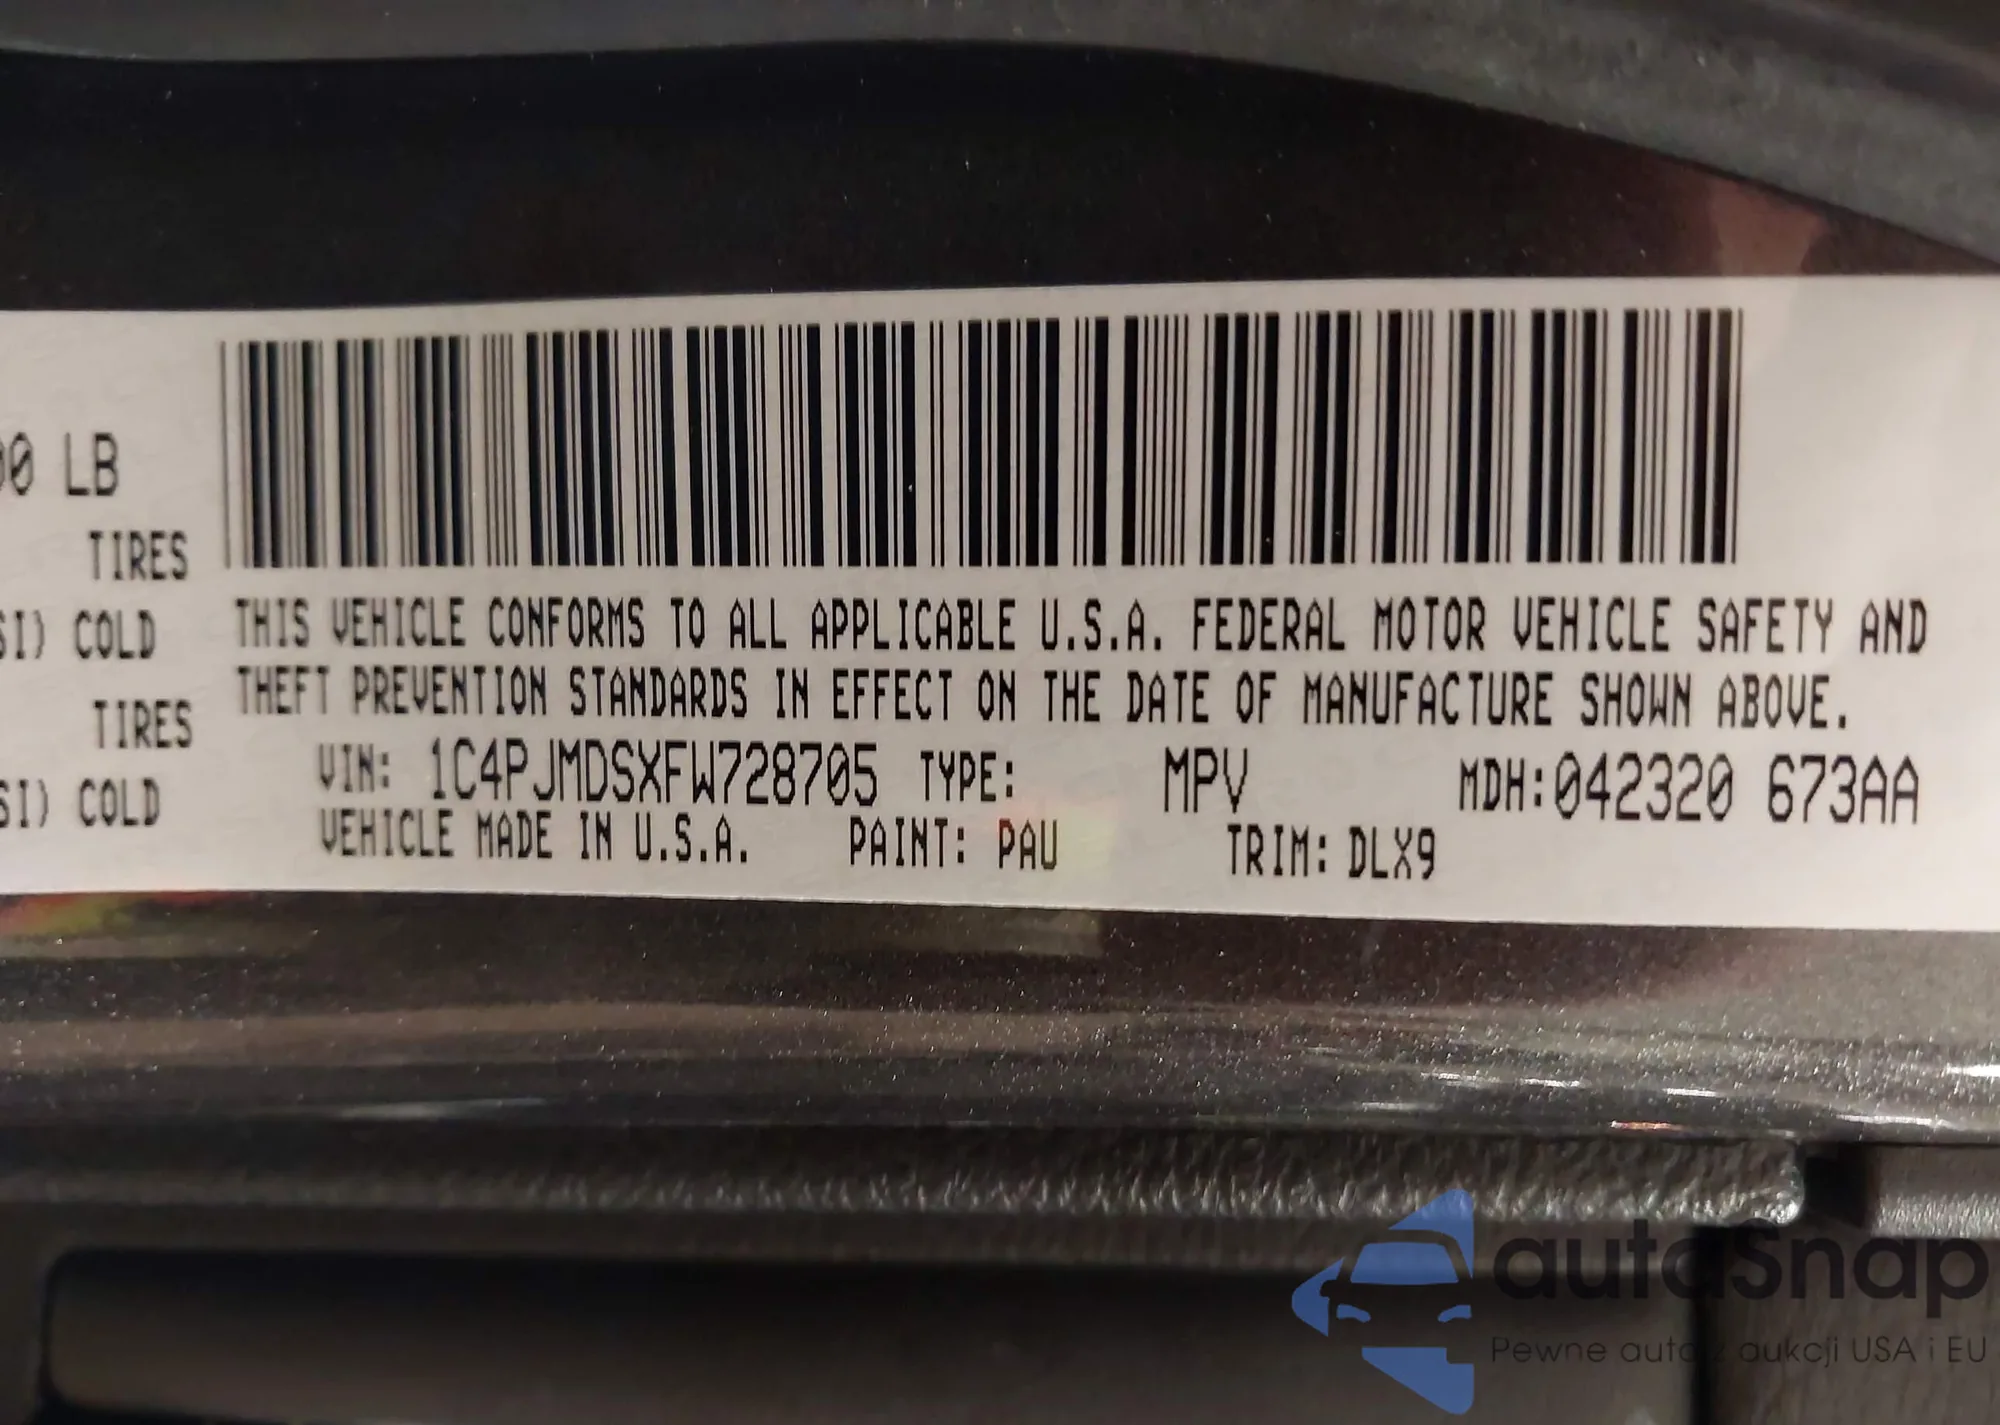 00 LB
TIRES
SI) COLD
TIRES
SI) COLD
THIS VEHICLE CONFORMS TO ALL APPLICABLE U.S.A. FEDERAL MOTOR VEHICLE SAFETY AND
THEFT PREVENTION STANDARDS IN EFFECT ON THE DATE OF MANUFACTURE SHOWN ABOVE.
VIN: 1C4PJMDSXFW728705 TYPE: MPV MDH:042320 673AA
VEHICLE MADE IN U.S.A. PAINT: PAU TRIM: DLX9
autoSnap
Pewne auto z aukcji USA i EU